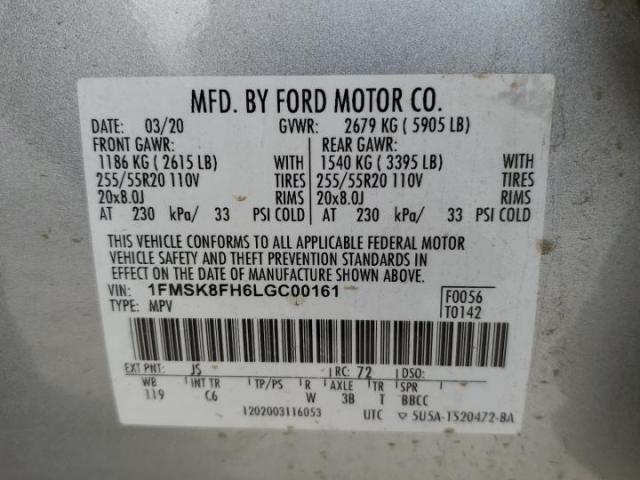 MFD. BY FORD MOTOR CO.
DATE: 03/20 GVWR: 2679 KG ( 5905 LB)
FRONT GAWR: REAR GAWR:
1186 KG ( 2615 LB) WITH 1540 KG ( 3395 LB) WITH
255/55R20 110V TIRES 255/55R20 110V TIRES
20x8.0J RIMS 20x8.0J RIMS
AT 230 kPa/ 33 PSI COLD AT 230 kPa/ 33 PSI COLD
THIS VEHICLE CONFORMS TO ALL APPLICABLE FEDERAL MOTOR
VEHICLE SAFETY AND THEFT PREVENTION STANDARDS IN
EFFECT ON THE DATE OF MANUFACTURE SHOWN ABOVE.
VIN: 1FMSK8FH6LGC00161 F0056
TYPE: MPV T0142
EXT PNT: JS RC: 72 DSO:
WB INT TR TP/PS R AXLE TR SPR
119 C6 W 3B T BBCC
1202003116053 UTC ▽ 5U5A-1520472-BA